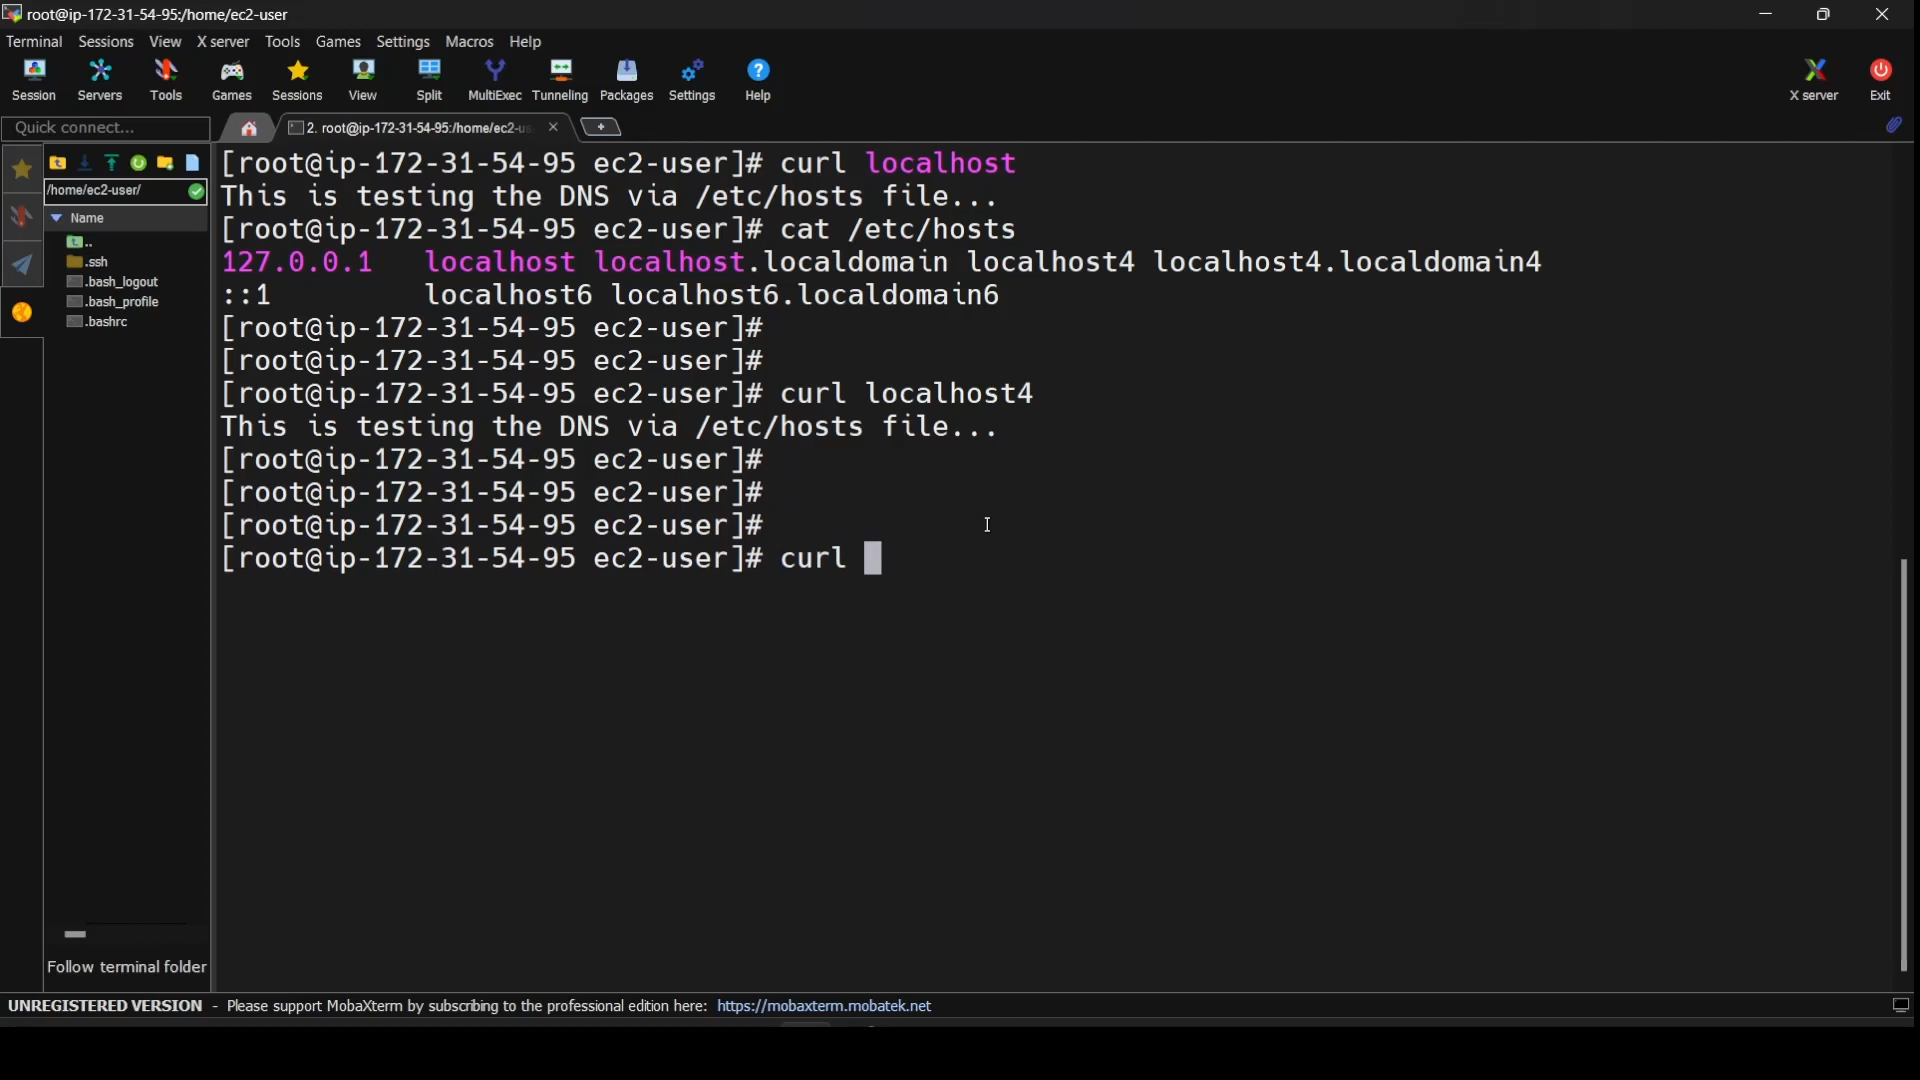 root@ip-172-31-54-95:/home/ec2-user
Terminal Sessions View X server Tools Games Settings Macros Help
Session Servers Tools Games Sessions View Split MultiExec Tunneling Packages Settings Help X server Exit
Quick connect...
2. root@ip-172-31-54-95:/home/ec2-us
/home/ec2-user/
Name
..
.ssh
.bash_logout
.bash_profile
.bashrc
[root@ip-172-31-54-95 ec2-user]# curl localhost
This is testing the DNS via /etc/hosts file...
[root@ip-172-31-54-95 ec2-user]# cat /etc/hosts
127.0.0.1   localhost localhost.localdomain localhost4 localhost4.localdomain4
::1         localhost6 localhost6.localdomain6
[root@ip-172-31-54-95 ec2-user]#
[root@ip-172-31-54-95 ec2-user]#
[root@ip-172-31-54-95 ec2-user]# curl localhost4
This is testing the DNS via /etc/hosts file...
[root@ip-172-31-54-95 ec2-user]#
[root@ip-172-31-54-95 ec2-user]#
[root@ip-172-31-54-95 ec2-user]#
[root@ip-172-31-54-95 ec2-user]# curl
Follow terminal folder
UNREGISTERED VERSION - Please support MobaXterm by subscribing to the professional edition here: https://mobaxterm.mobatek.net